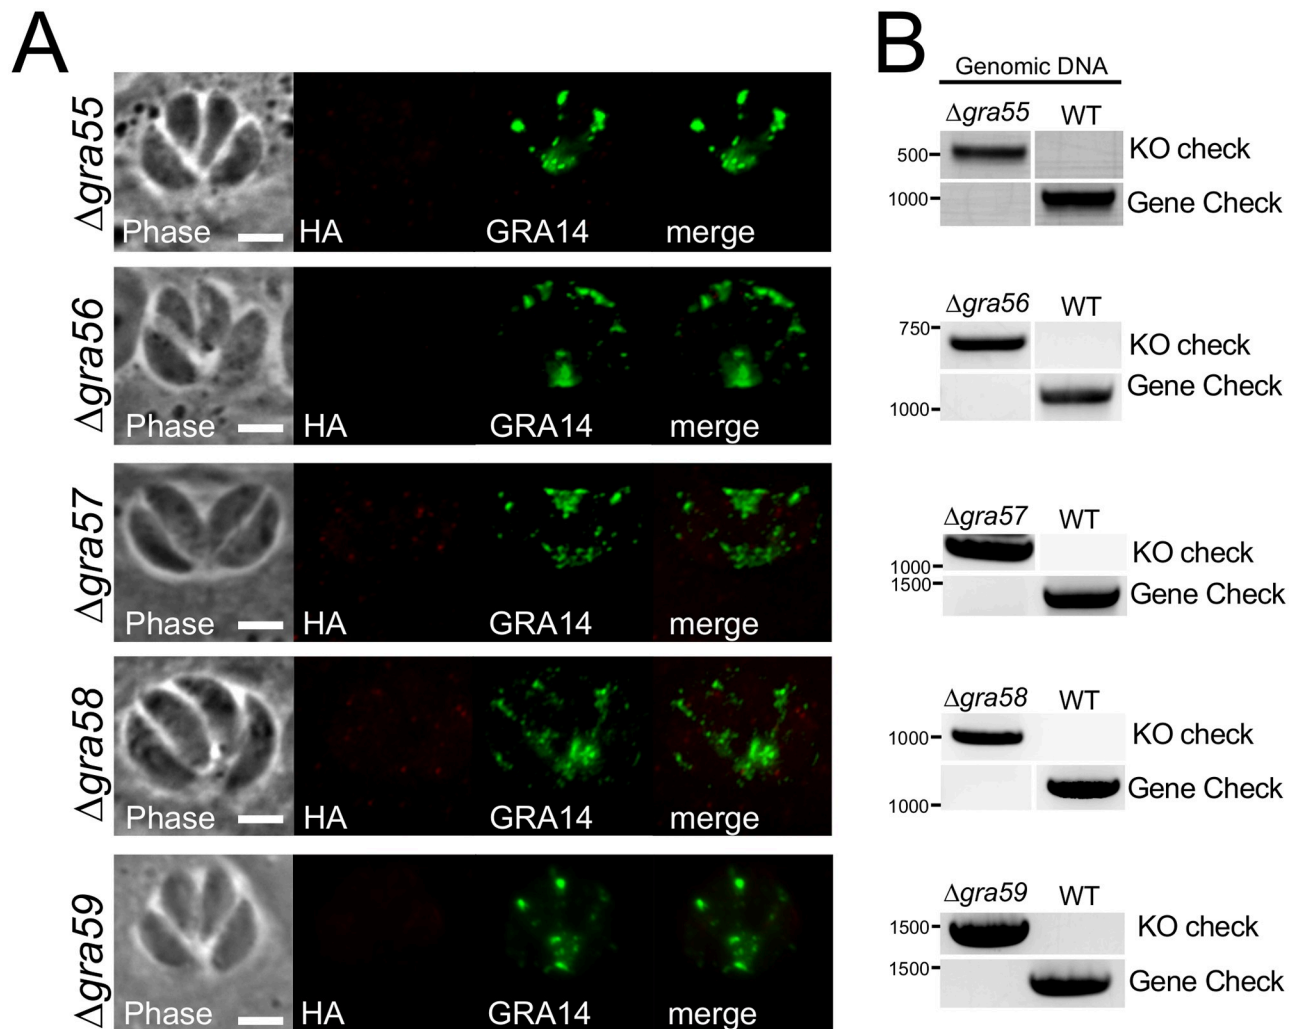 A
Δgra55
Phase
HA
GRA14
merge
Δgra56
Phase
HA
GRA14
merge
Δgra57
Phase
HA
GRA14
merge
Δgra58
Phase
HA
GRA14
merge
Δgra59
Phase
HA
GRA14
merge
B
Genomic DNA
Δgra55 WT
500 KO check
1000 Gene Check
Δgra56 WT
750 KO check
1000 Gene Check
Δgra57 WT
1000 KO check
1500 Gene Check
Δgra58 WT
1000 KO check
1000 Gene Check
Δgra59 WT
1500 KO check
1500 Gene Check